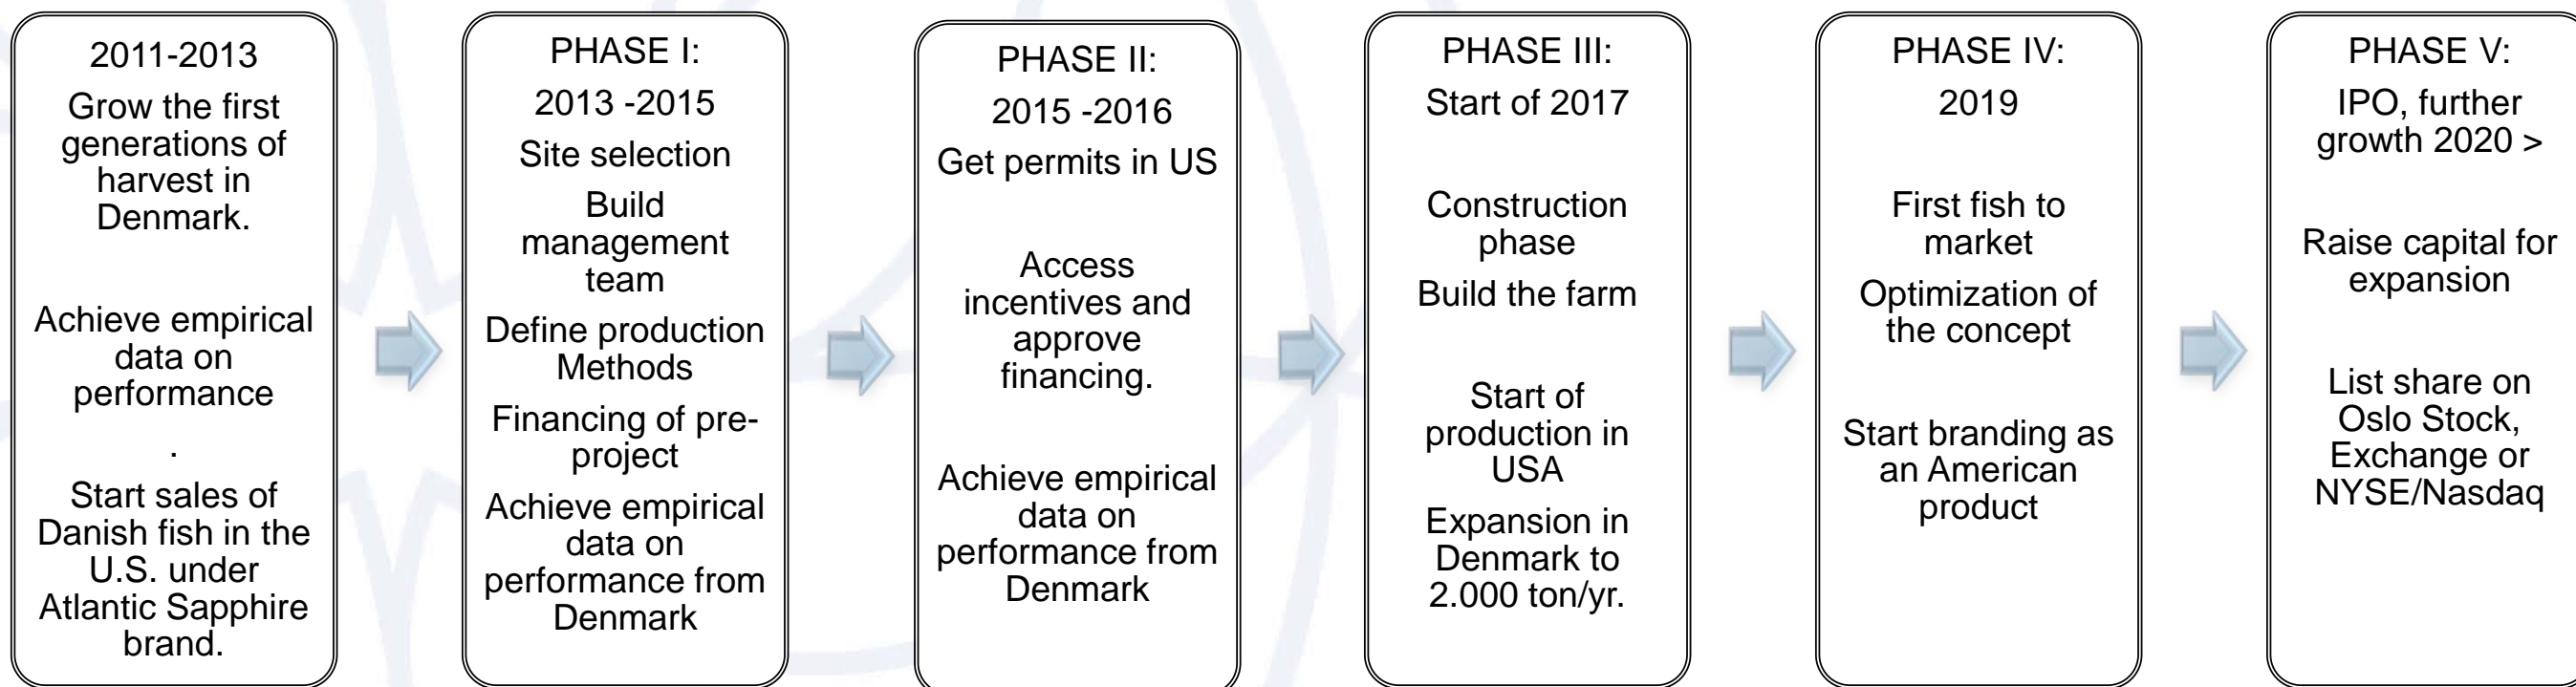 2011-2013
Grow the first
generations of
harvest in
Denmark.
Achieve empirical
data on
performance
.
Start sales of
Danish fish in the
U.S. under
Atlantic Sapphire
brand.
PHASE I:
2013 -2015
Site selection
Build
management
team
Define production
Methods
Financing of pre-
project
Achieve empirical
data on
performance from
Denmark
PHASE II:
2015 -2016
Get permits in US
Access
incentives and
approve
financing.
Achieve empirical
data on
performance from
Denmark
PHASE III:
Start of 2017
Construction
phase
Build the farm
Start of
production in
USA
Expansion in
Denmark to
2.000 ton/yr.
PHASE IV:
2019
First fish to
market
Optimization of
the concept
Start branding as
an American
product
PHASE V:
IPO, further
growth 2020 >
Raise capital for
expansion
List share on
Oslo Stock,
Exchange or
NYSE/Nasdaq